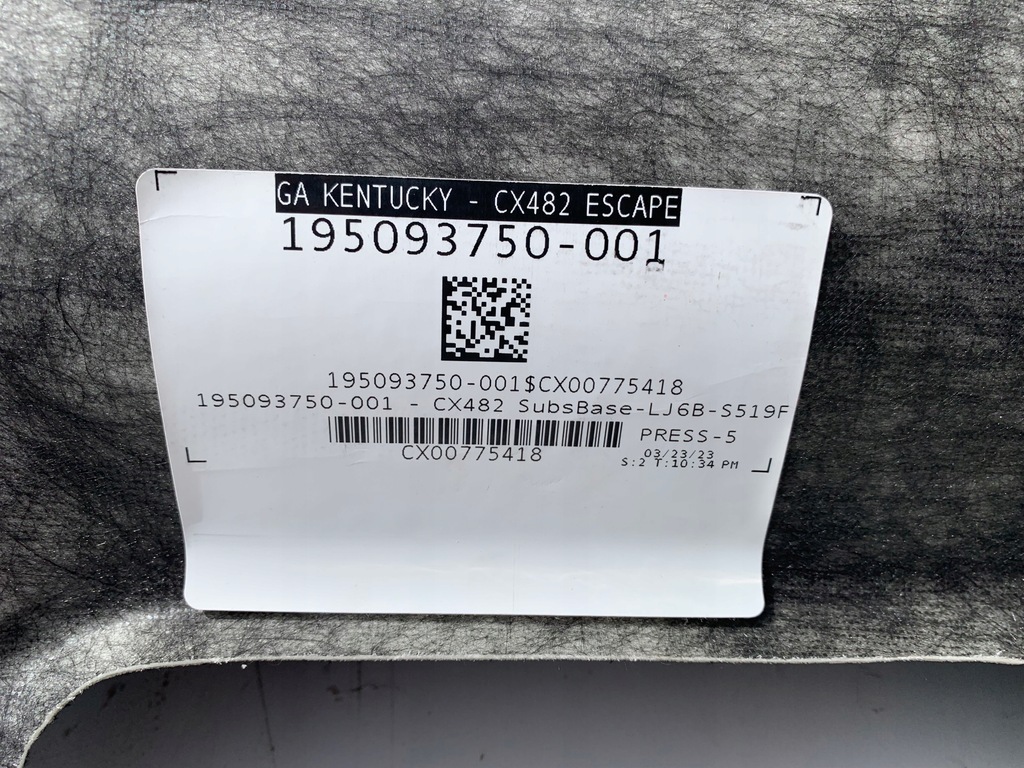 GA KENTUCKY - CX482 ESCAPE
195093750-001
195093750-001$CX00775418
195093750-001 - CX482 SubsBase-LJ6B-S519F
PRESS-5
CX00775418
03/23/23
S:2 T:10:34 PM